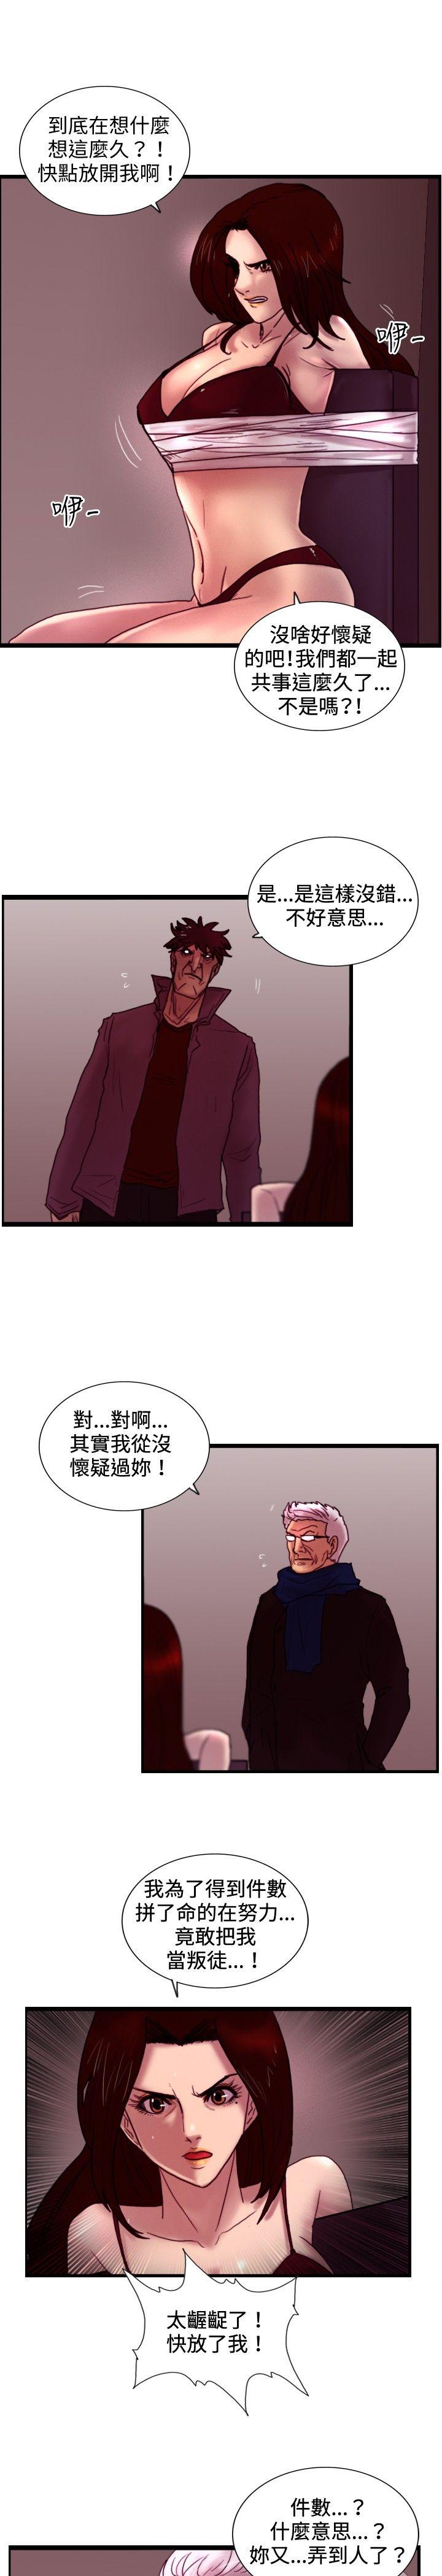 到底在想什麼
想這麼久？！
快點放開我啊！
咿-
咿-
沒啥好懷疑
的吧！我們都一起
共事這麼久了...
不是嗎？！
是...是這樣沒錯...
不好意思...
對...對啊...
其實我從沒
懷疑過妳！
我為了得到件數
拼了命的在努力...
竟敢把我
當叛徒...！
太齷齪了！
快放了我！
件數...？
什麼意思...？
妳又...弄到人了？